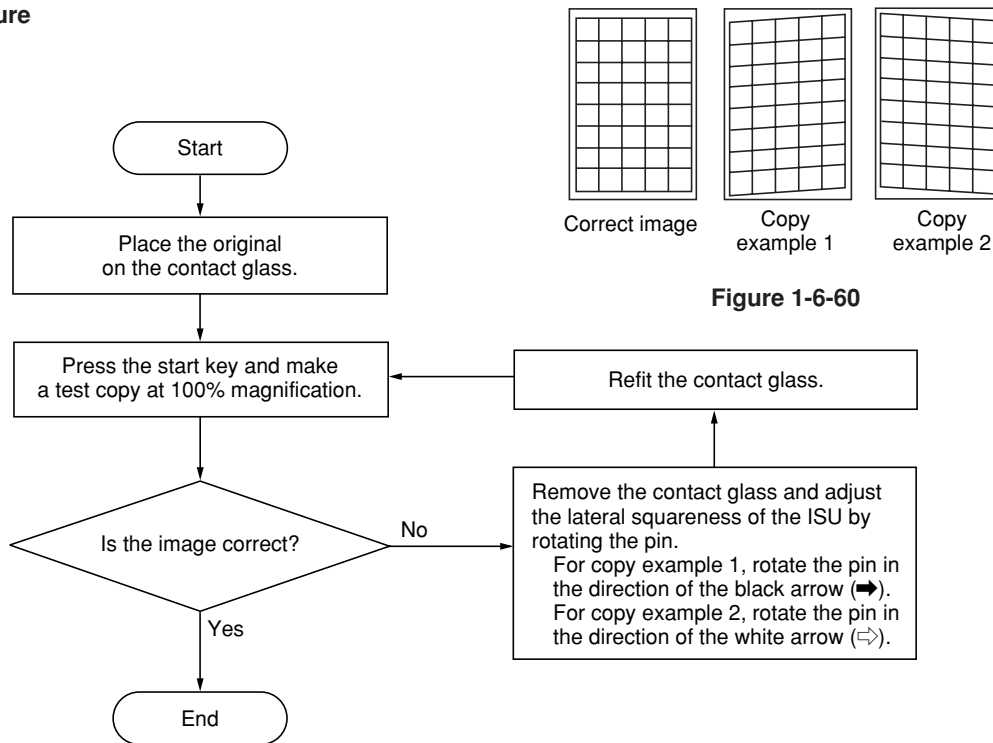 ure
Start
Place the original
on the contact glass.
Press the start key and make
a test copy at 100% magnification.
Is the image correct?
No
Yes
End
Correct image
Copy
example 1
Copy
example 2
Figure 1-6-60
Refit the contact glass.
Remove the contact glass and adjust
the lateral squareness of the ISU by
rotating the pin.
For copy example 1, rotate the pin in
the direction of the black arrow (➡).
For copy example 2, rotate the pin in
the direction of the white arrow (⇨).